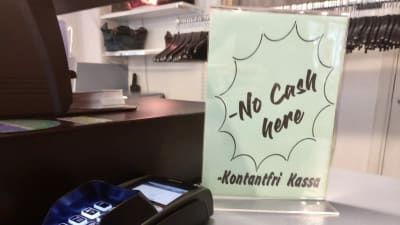 -No Cash
here
-Kontantfri Kassa